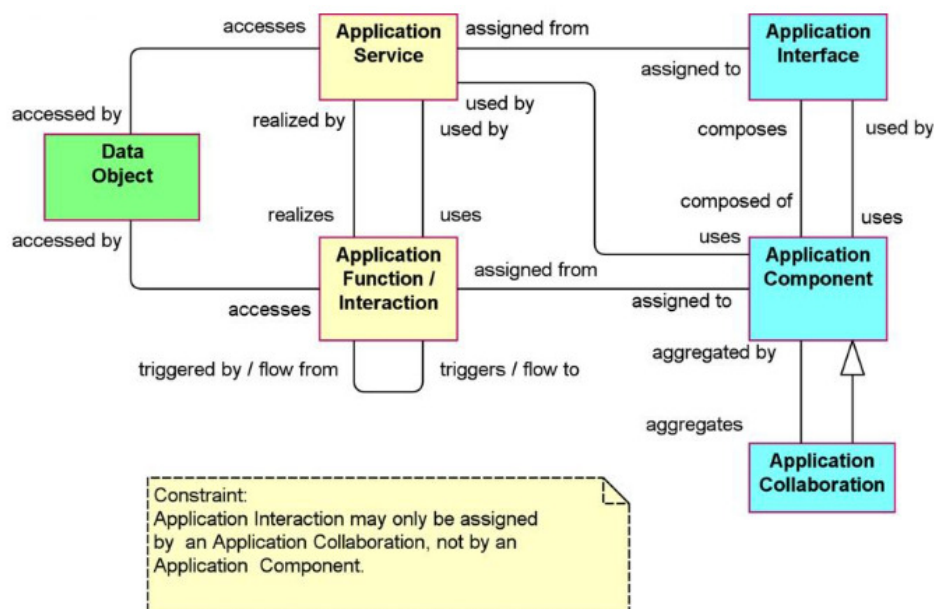 accesses
Application
Service
assigned from
Application
Interface
assigned to
accessed by
realized by
used by
used by
composes
used by
Data
Object
accessed by
realizes
uses
composed of
uses
uses
Application
Function /
Interaction
assigned from
Application
Component
accesses
assigned to
triggered by / flow from
triggers / flow to
aggregated by
aggregates
Application
Collaboration
Constraint:
Application Interaction may only be assigned
by an Application Collaboration, not by an
Application Component.